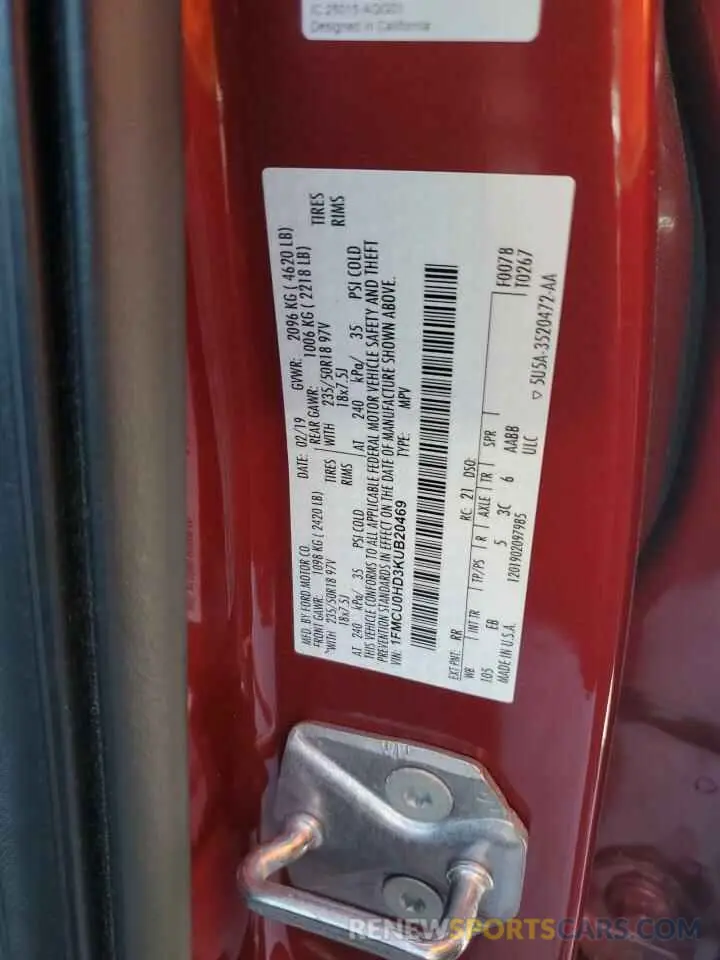 IC:25015-AQG01
Designed in California
MFD. BY FORD MOTOR CO.
DATE: 02/19 GVWR: 2096 KG ( 4620 LB)
FRONT GAWR: 1098 KG ( 2420 LB) REAR GAWR: 1006 KG ( 2218 LB)
WITH 235/50R18 97V TIRES WITH 235/50R18 97V TIRES
18x7.5J RIMS 18x7.5J RIMS
AT 240 kPa/ 35 PSI COLD AT 240 kPa/ 35 PSI COLD
THIS VEHICLE CONFORMS TO ALL APPLICABLE FEDERAL MOTOR VEHICLE SAFETY AND THEFT
PREVENTION STANDARDS IN EFFECT ON THE DATE OF MANUFACTURE SHOWN ABOVE.
VIN: 1FMCU0HD3KUB20469 TYPE: MPV
EXT PNT: RR RC: 21 DSO: F0078
WB INT TR TP/PS R AXLE TR SPR T0267
105 EB 5 3C 6 AABB
MADE IN U.S.A. 1201902097985 ULC
5U5A-3520472-AA
RENEWSPORTSCARS.COM